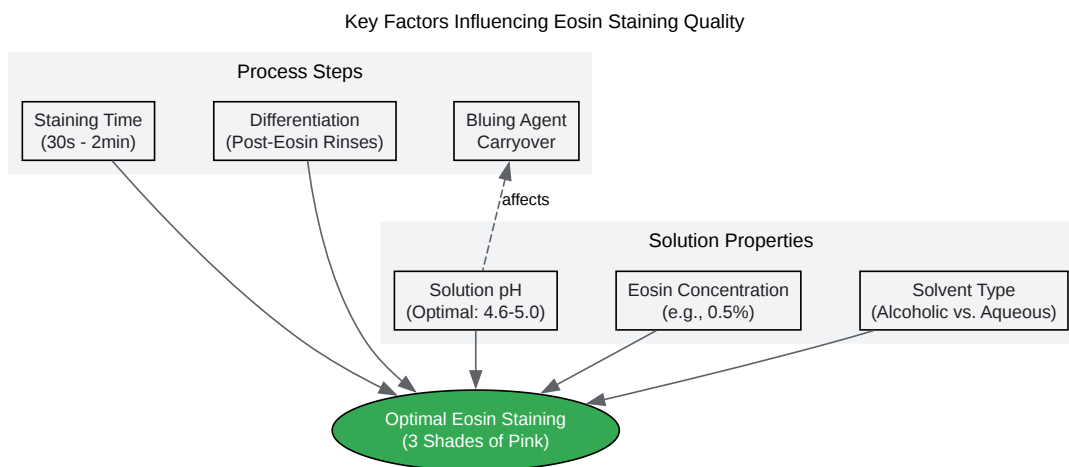 Key Factors Influencing Eosin Staining Quality
Process Steps
Staining Time
(30s - 2min)
Differentiation
(Post-Eosin Rinses)
Bluing Agent
Carryover
affects
Solution Properties
Solution pH
(Optimal: 4.6-5.0)
Eosin Concentration
(e.g., 0.5%)
Solvent Type
(Alcoholic vs. Aqueous)
Optimal Eosin Staining
(3 Shades of Pink)